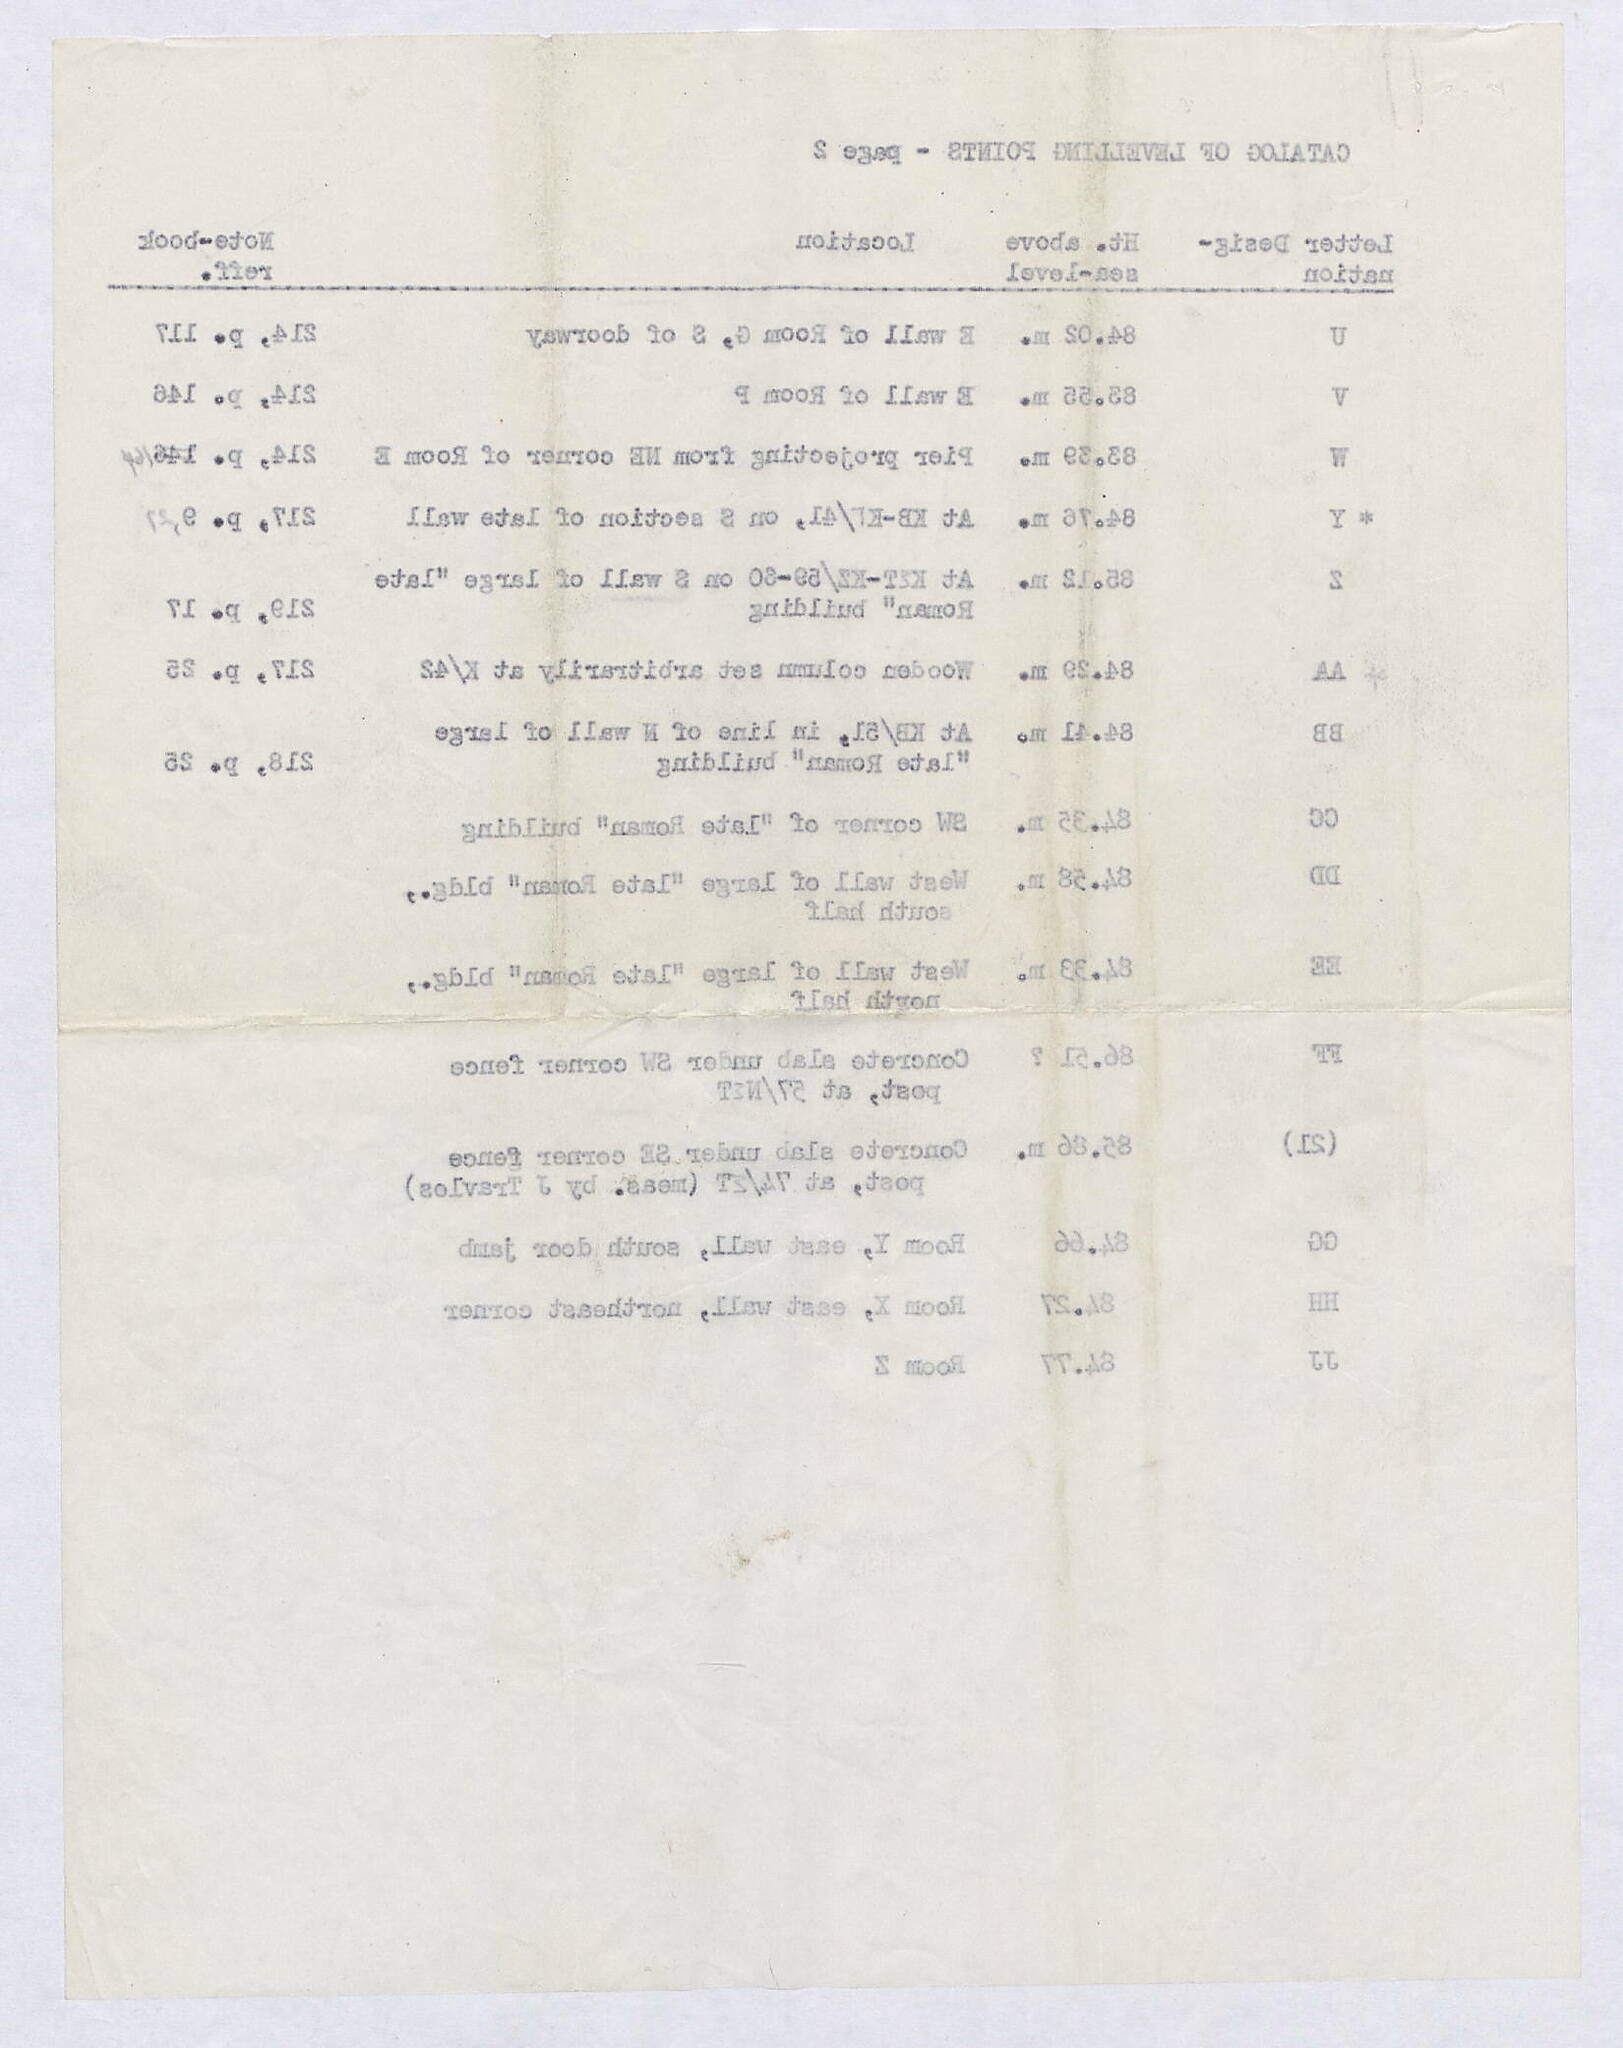 CATALOG OF LEVELLING POINTS - page 2
Letter Desig- Ht. above Location Note-book
nation sea-level reff.
U 84.02 m. E wall of Room G, S of doorway 214, p. 117
V 83.55 m. E wall of Room P 214, p. 146
W 83.39 m. Pier projecting from NE corner of Room E 214, p. 146/64
* Y 84.76 m. At KB- /41, on S section of late wall 217, p. 9,27
Z 85.12 m. At KΣT-KZ/59-60 on S wall of large "late
Roman" building 219, p. 17
* AA 84.29 m. Wooden column set arbitrarily at K/42 217, p. 25
BB 84.41 m. At KB/51, in line of N wall of large
"late Roman" building 218, p. 25
CC 84.35 m. SW corner of "late Roman" building
DD 84.58 m. West wall of large "late Roman" bldg.,
south half
EE 84.33 m. West wall of large "late Roman" bldg.,
north half
FF 86.51 ? Concrete slab under SW corner fence
post, at 57/NΣT
(21) 85.86 m. Concrete slab under SE corner fence
post, at 74/ΣT (meas. by J Travlos)
GG 84.66 Room Y, east wall, south door jamb
HH 84.27 Room X, east wall, northeast corner
JJ 84.77 Room Z